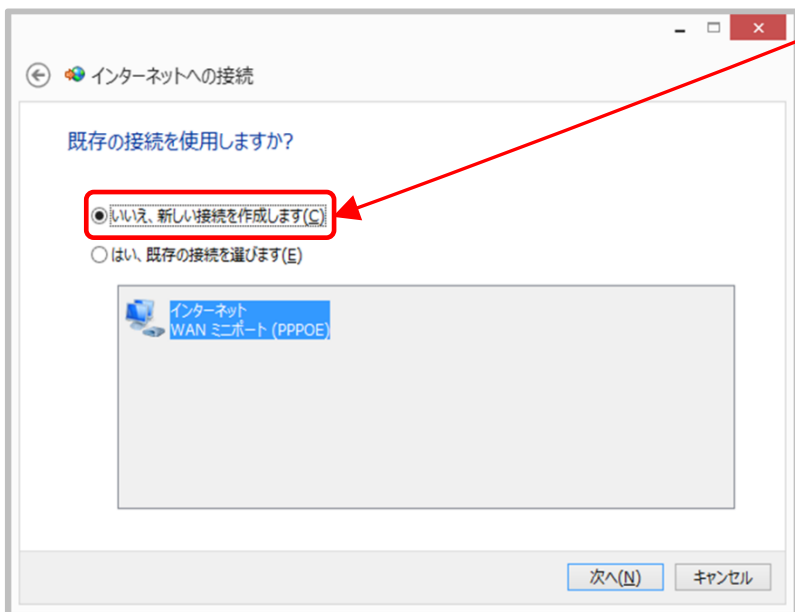 インターネットへの接続
既存の接続を使用しますか?
いいえ、新しい接続を作成します(C)
はい、既存の接続を選びます(E)
インターネット
WAN ミニポート (PPPOE)
次へ(N)
キャンセル